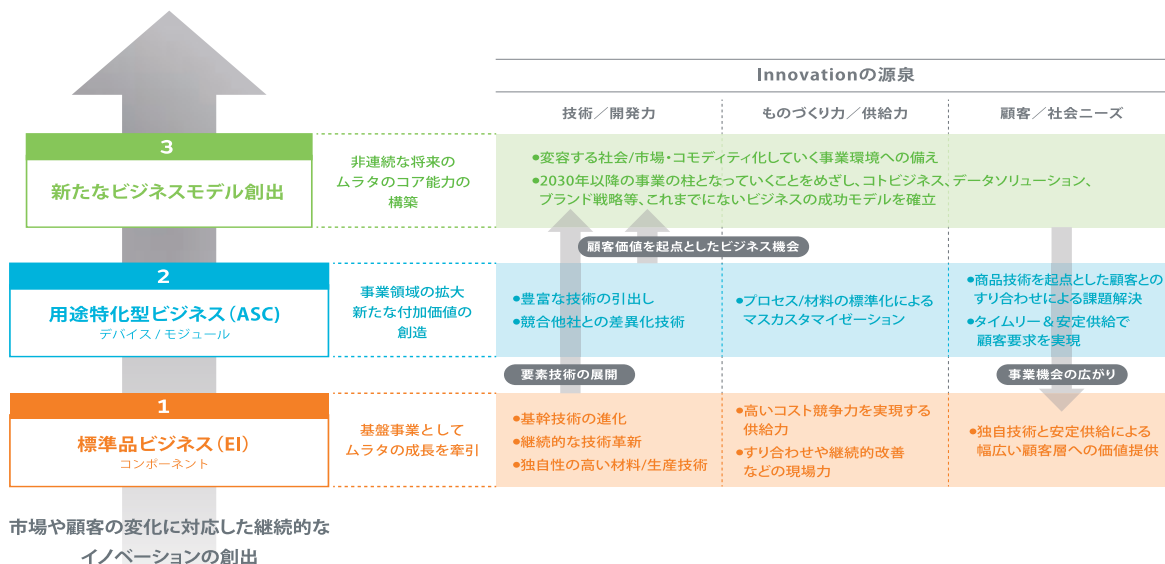 Innovationの源泉
技術／開発力
ものづくり力／供給力
顧客／社会ニーズ
3
新たなビジネスモデル創出
非連続な将来の
ムラタのコア能力の
構築
●変容する社会/市場・コモディティ化していく事業環境への備え
●2030年以降の事業の柱となっていくことをめざし、コトビジネス、データソリューション、
ブランド戦略等、これまでにないビジネスの成功モデルを確立
顧客価値を起点としたビジネス機会
2
用途特化型ビジネス（ASC）
デバイス / モジュール
事業領域の拡大
新たな付加価値の
創造
●豊富な技術の引出し
●競合他社との差異化技術
●プロセス/材料の標準化による
マスカスタマイゼーション
●商品技術を起点とした顧客との
すり合わせによる課題解決
●タイムリー＆安定供給で
顧客要求を実現
要素技術の展開
事業機会の広がり
1
標準品ビジネス（EI）
コンポーネント
基盤事業として
ムラタの成長を牽引
●基幹技術の進化
●継続的な技術革新
●独自性の高い材料/生産技術
●高いコスト競争力を実現する
供給力
●すり合わせや継続的改善
などの現場力
●独自技術と安定供給による
幅広い顧客層への価値提供
市場や顧客の変化に対応した継続的な
イノベーションの創出